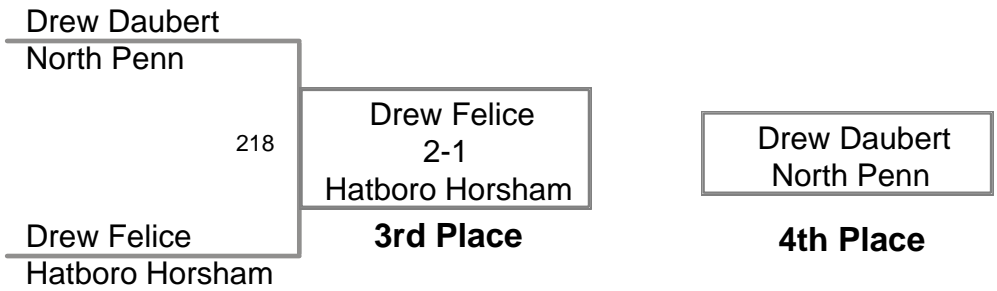 Drew Daubert
North Penn
218
Drew Felice
Hatboro Horsham
Drew Felice
2-1
Hatboro Horsham
3rd Place
Drew Daubert
North Penn
4th Place